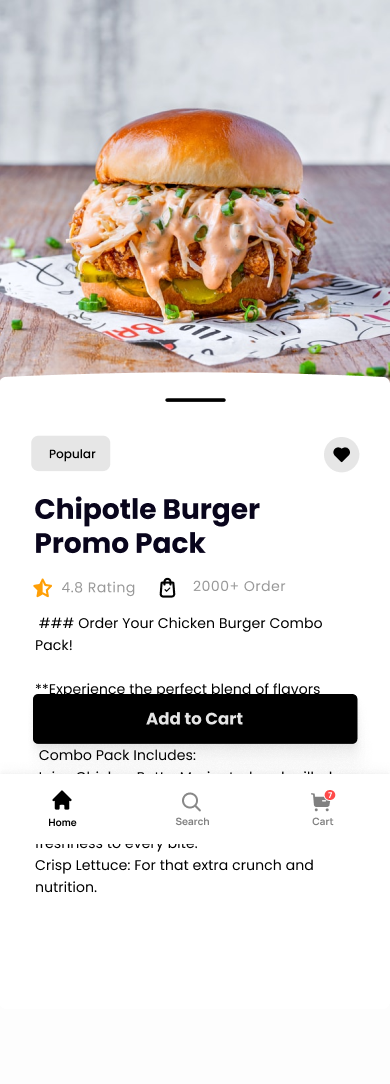 Popular
Chipotle Burger
Promo Pack
4.8 Rating
2000+ Order
### Order Your Chicken Burger Combo
Pack!
**Experience the perfect blend of flavors
Add to Cart
Combo Pack Includes:
7
Home
Search
Cart
freshness to every bite.
Crisp Lettuce: For that extra crunch and
nutrition.